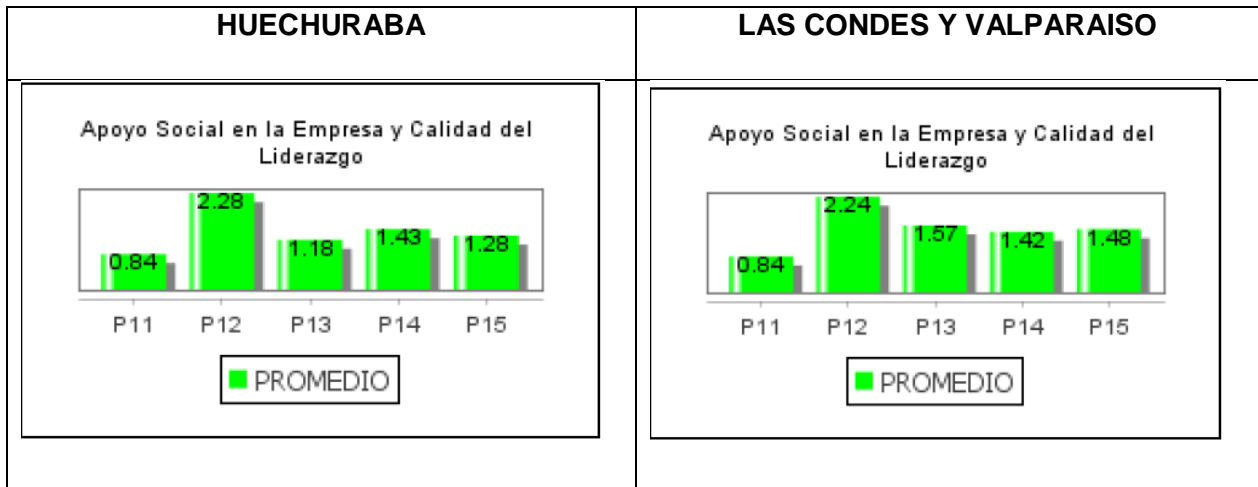 HUECHURABA
LAS CONDES Y VALPARAISO
Apoyo Social en la Empresa y Calidad del
Liderazgo
0.84
2.28
1.18
1.43
1.28
P11 P12 P13 P14 P15
PROMEDIO
Apoyo Social en la Empresa y Calidad del
Liderazgo
0.84
2.24
1.57
1.42
1.48
P11 P12 P13 P14 P15
PROMEDIO